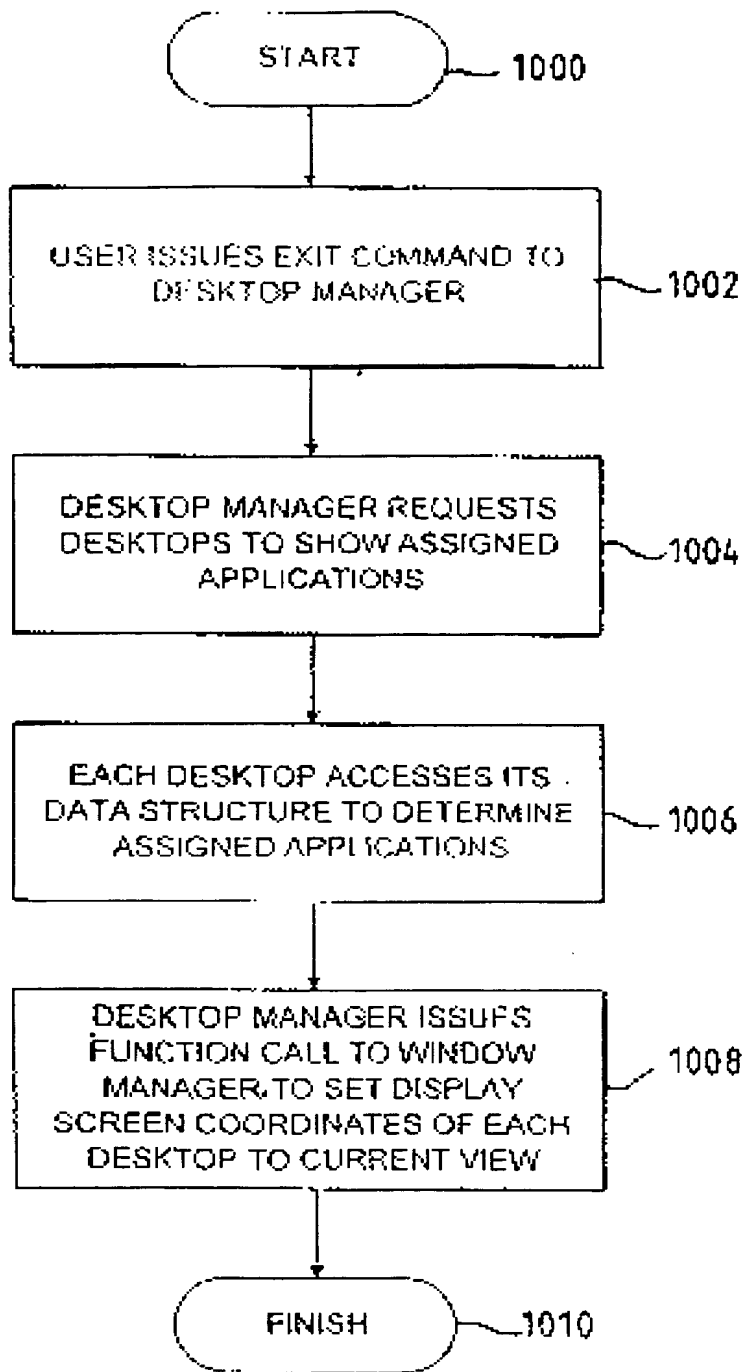 START
1000
USER ISSUES EXIT COMMAND TO
DESKTOP MANAGER
1002
DESKTOP MANAGER REQUESTS
DESKTOPS TO SHOW ASSIGNED
APPLICATIONS
1004
EACH DESKTOP ACCESSES ITS
DATA STRUCTURE TO DETERMINE
ASSIGNED APPLICATIONS
1006
DESKTOP MANAGER ISSUES
FUNCTION CALL TO WINDOW
MANAGER TO SET DISPLAY
SCREEN COORDINATES OF EACH
DESKTOP TO CURRENT VIEW
1008
FINISH
1010